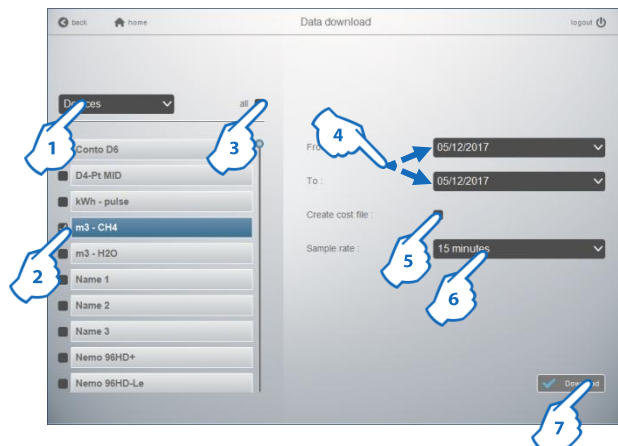 back home Data download logout
all
1 3 4
From 05/12/2017
Conto D6
D4-Pt MID
To : 05/12/2017
kWh - pulse
m3 - CH4
Create cost file :
m3 - H2O
Sample rate : 15 minutes
2 5 6
Name 1
Name 2
Name 3
Nemo 96HD+
Nemo 96HD-Le
7